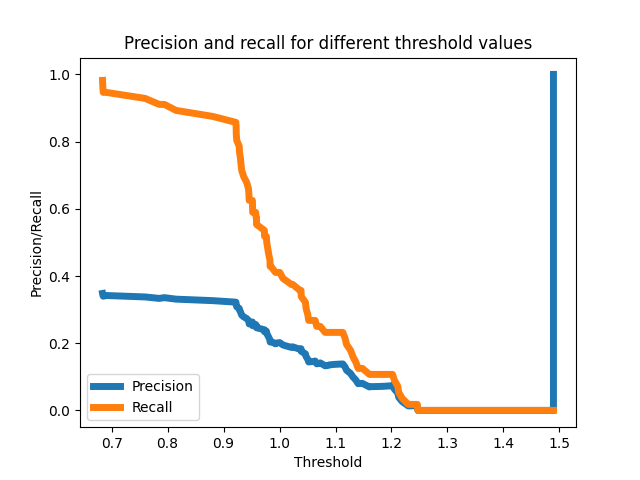 Precision and recall for different threshold values
1.0
0.8
0.6
0.4
0.2
0.0
Precision/Recall
Precision
Recall
0.7 0.8 0.9 1.0 1.1 1.2 1.3 1.4 1.5
Threshold